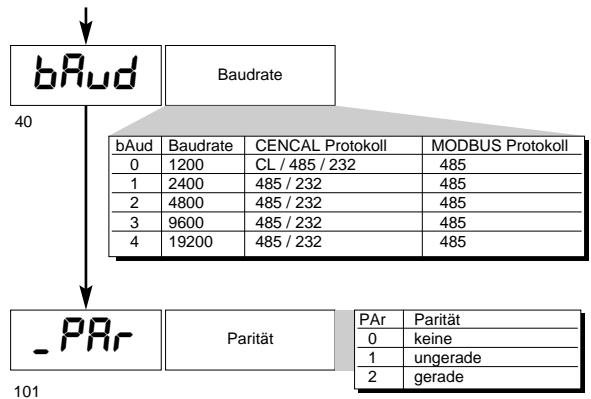 bAud
Baudrate
40
bAud Baudrate CENCAL Protokoll MODBUS Protokoll
0 1200 CL / 485 / 232 485
1 2400 485 / 232 485
2 4800 485 / 232 485
3 9600 485 / 232 485
4 19200 485 / 232 485
_PAr
Parität
PAr Parität
0 keine
1 ungerade
2 gerade
101